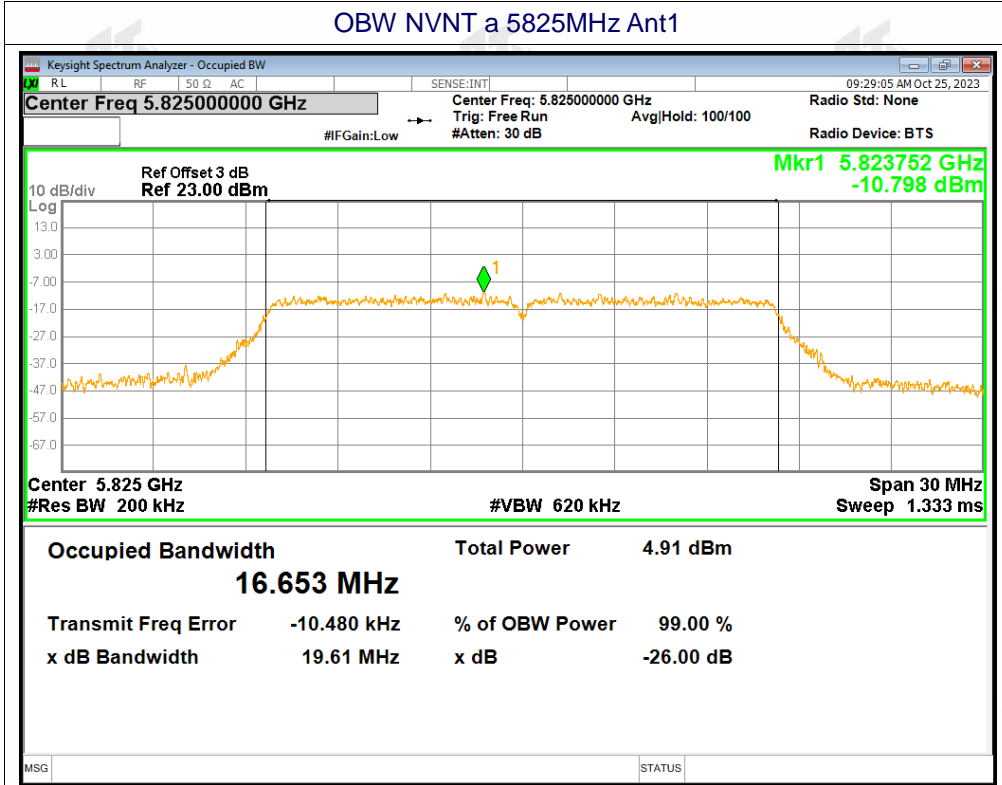 OBW NVNT a 5825MHz Ant1
Keysight Spectrum Analyzer - Occupied BW
LXI RL RF 50 Ω AC SENSE:INT 09:29:05 AM Oct 25, 2023
Center Freq 5.825000000 GHz Center Freq: 5.825000000 GHz Radio Std: None
Trig: Free Run Avg|Hold: 100/100
#IFGain:Low #Atten: 30 dB Radio Device: BTS
Mkr1 5.823752 GHz
Ref Offset 3 dB -10.798 dBm
10 dB/div Ref 23.00 dBm
Log
13.0
3.00
1
-7.00
-17.0
-27.0
-37.0
-47.0
-57.0
-67.0
Center 5.825 GHz Span 30 MHz
#Res BW 200 kHz #VBW 620 kHz Sweep 1.333 ms
Occupied Bandwidth Total Power 4.91 dBm
16.653 MHz
Transmit Freq Error -10.480 kHz % of OBW Power 99.00 %
x dB Bandwidth 19.61 MHz x dB -26.00 dB
MSG STATUS